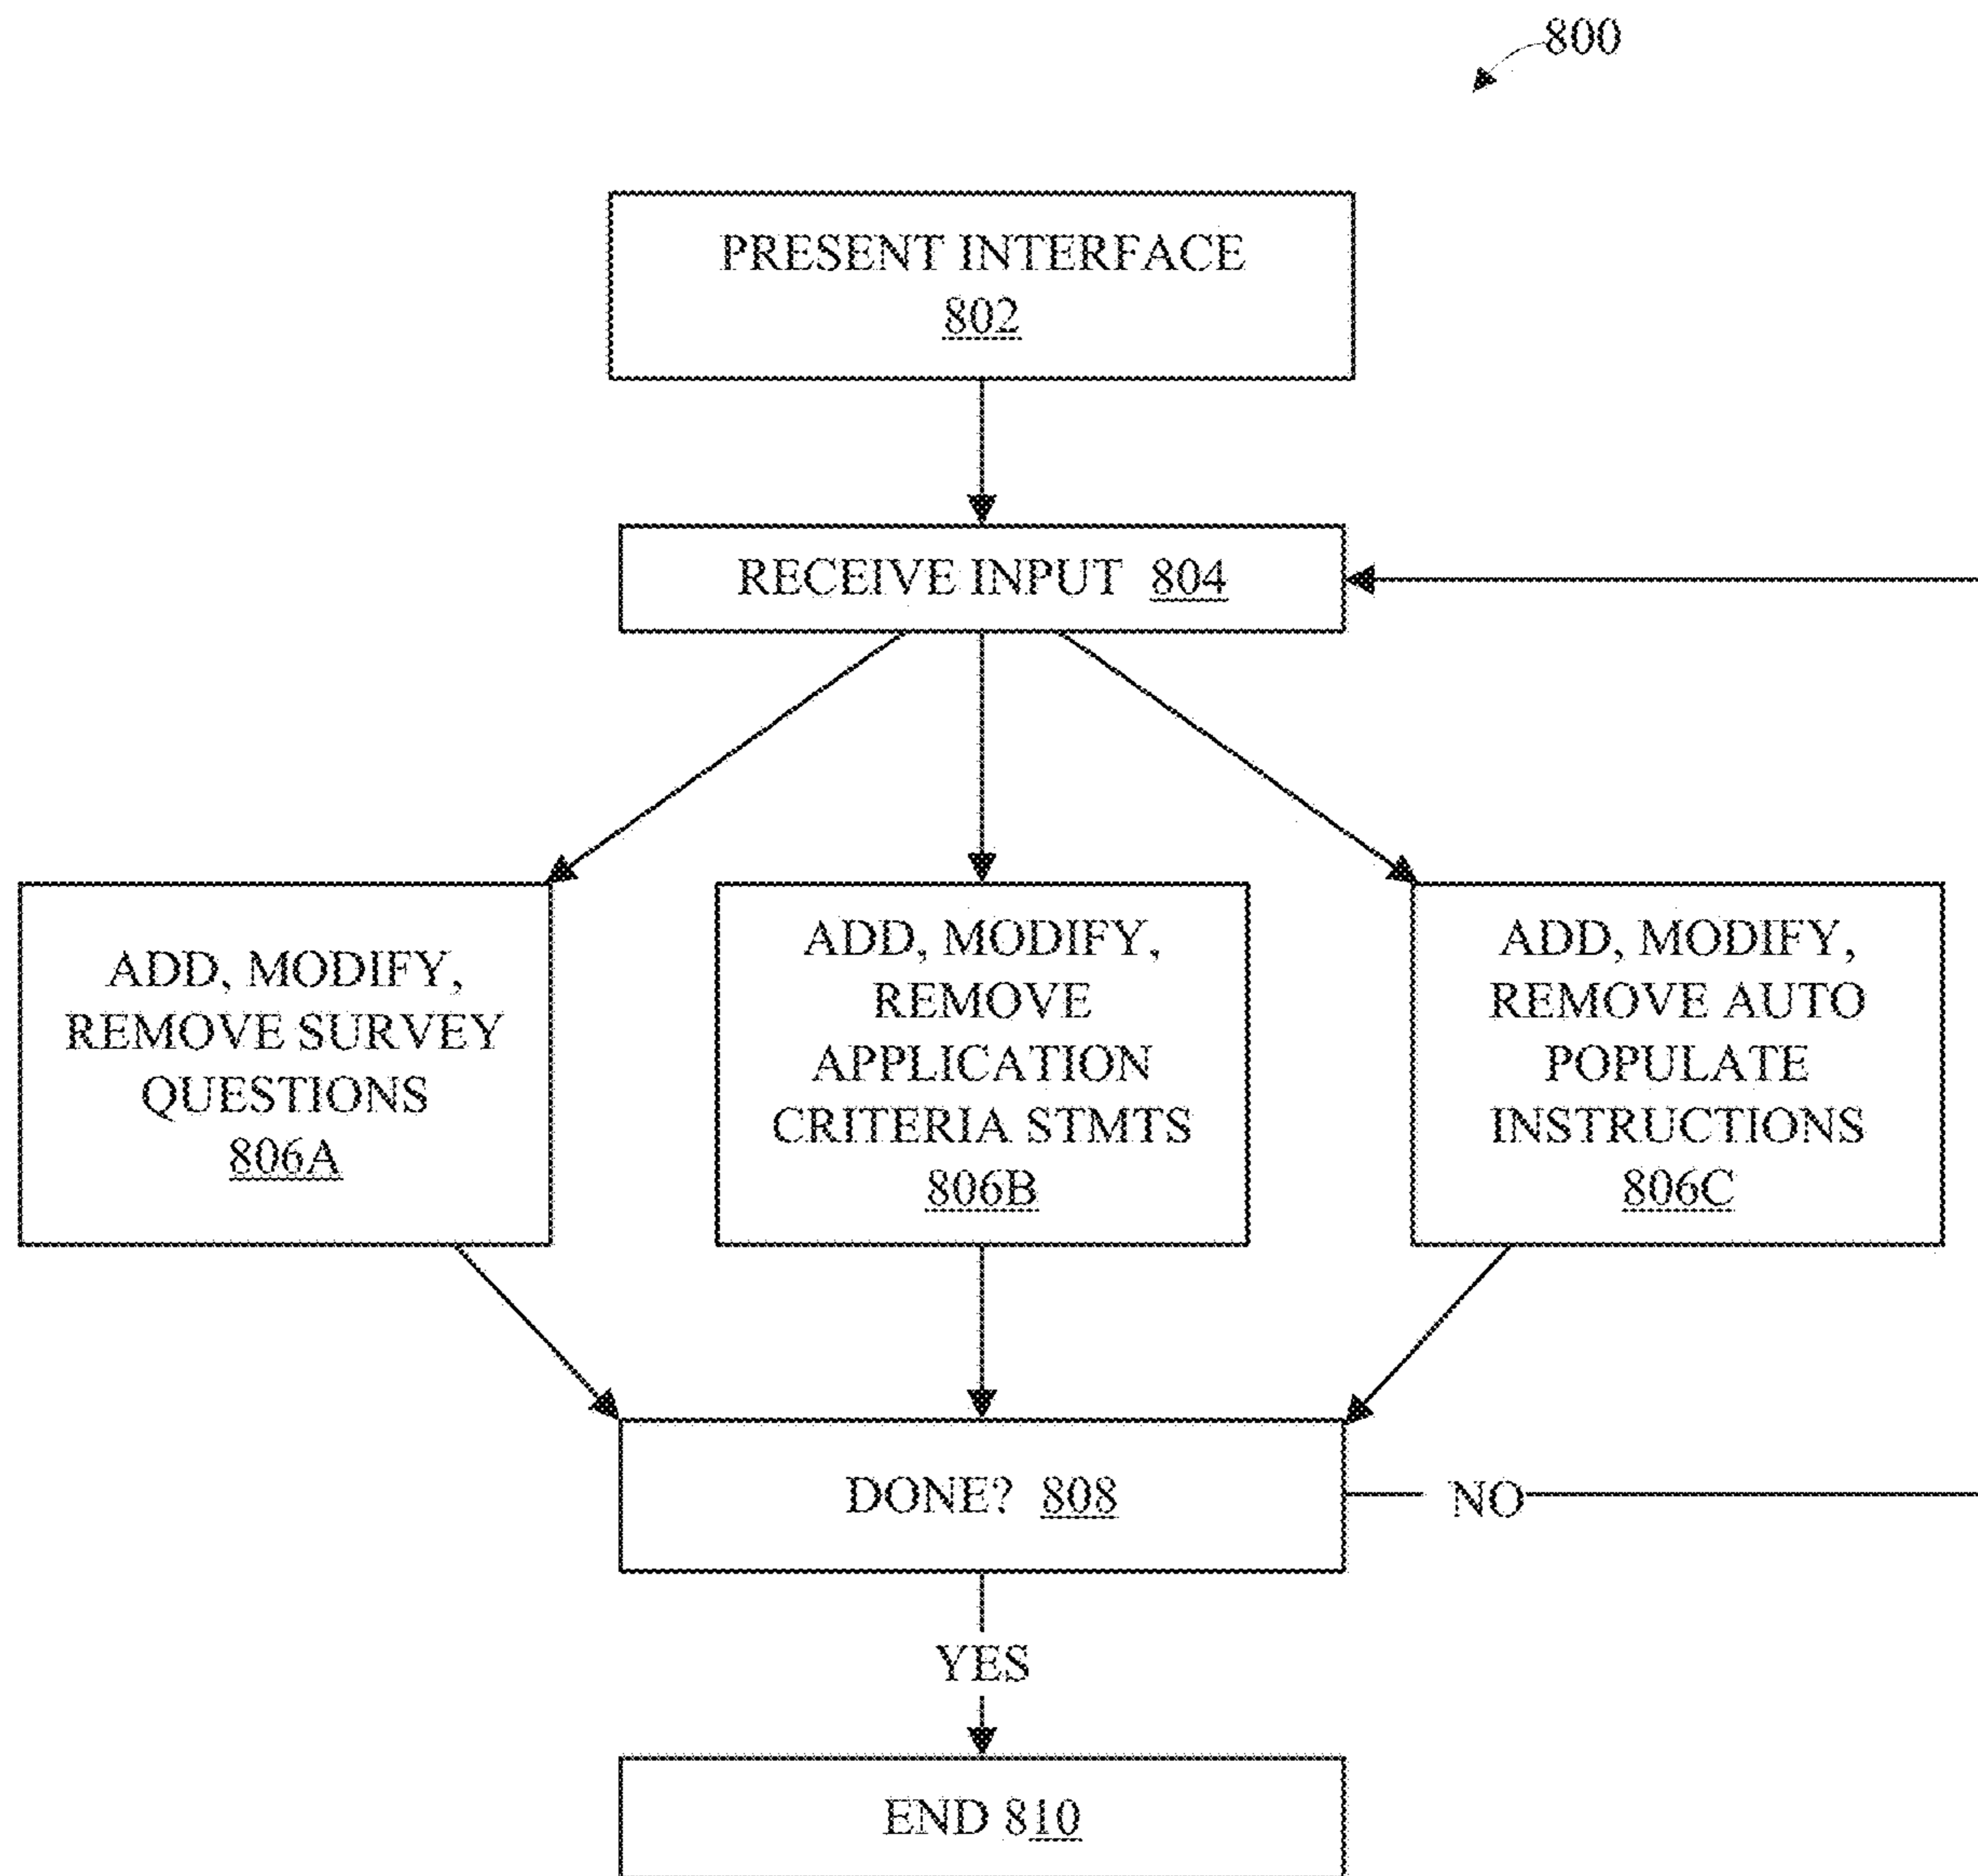 800
PRESENT INTERFACE
802
RECEIVE INPUT 804
ADD, MODIFY,
REMOVE SURVEY
QUESTIONS
806A
ADD, MODIFY,
REMOVE
APPLICATION
CRITERIA STMTS
806B
ADD, MODIFY,
REMOVE AUTO
POPULATE
INSTRUCTIONS
806C
DONE? 808
NO
YES
END 810